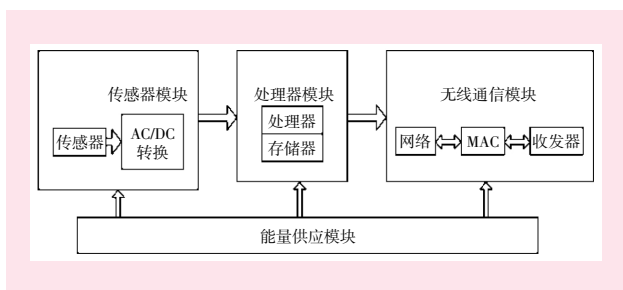 传感器模块
传感器
AC/DC
转换
处理器模块
处理器
存储器
无线通信模块
网络
MAC
收发器
能量供应模块